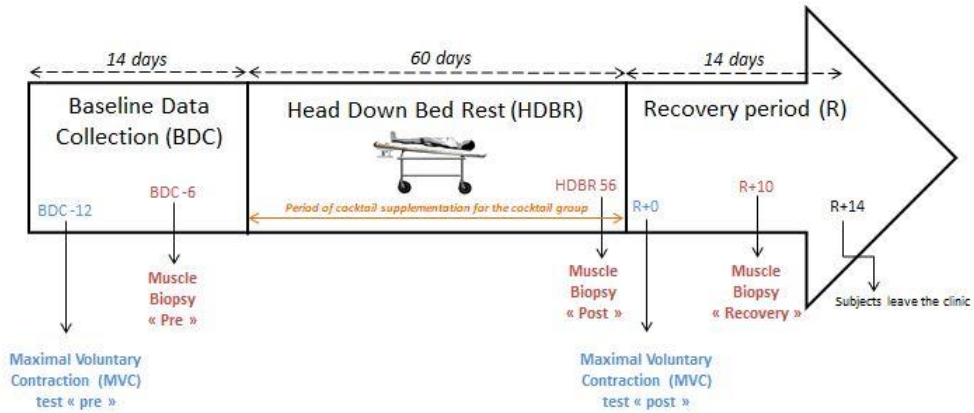 14 days
60 days
14 days
Baseline Data
Collection (BDC)
Head Down Bed Rest (HDBR)
Recovery period (R)
BDC-12
BDC-6
Period of cocktail supplementation for the cocktail group
HDBR 56
R+0
R+10
R+14
Muscle
Biopsy
« Pre »
Muscle
Biopsy
« Post »
Muscle
Biopsy
« Recovery »
Subjects leave the clinic
Maximal Voluntary
Contraction (MVC)
test « pre »
Maximal Voluntary
Contraction (MVC)
test « post »